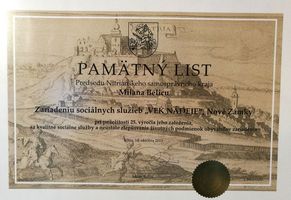 PAMÄTNÝ LIST
Predsedu Nitrianskeho samosprávneho kraja
Milana Belicu
Zariadeniu sociálnych služieb „VEK NÁDEJE“, Nové Zámky
pri príležitosti 25. výročia jeho založenia,
za kvalitné sociálne služby a neustále zlepšovanie životných podmienok obyvateľov zariadenia